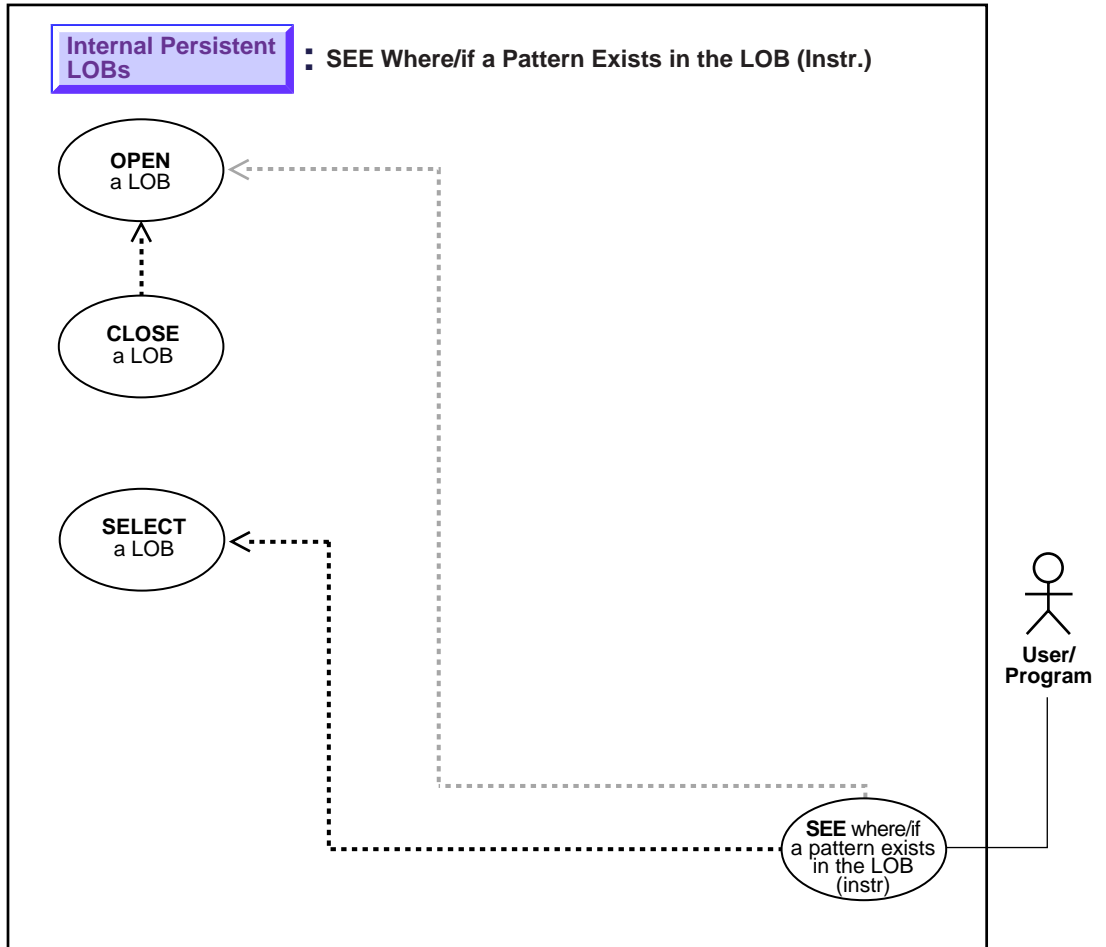 Internal Persistent
LOBs
: SEE Where/if a Pattern Exists in the LOB (Instr.)
OPEN
a LOB
CLOSE
a LOB
SELECT
a LOB
User/
Program
SEE where/if
a pattern exists
in the LOB
(instr)